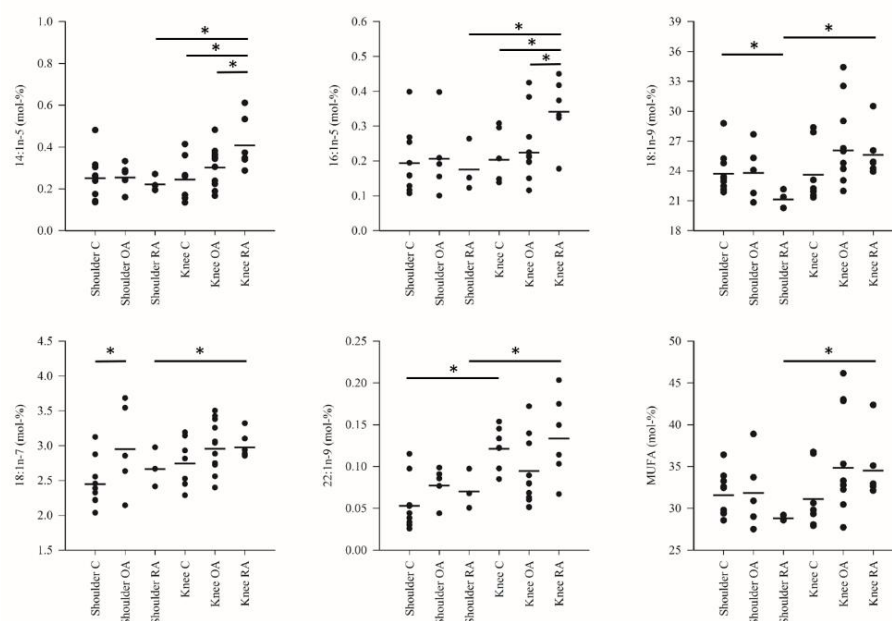 14:1n-5 (mol-%)
1.0
0.8
0.6
0.4
0.2
0.0
*
*
*
Shoulder C
Shoulder OA
Shoulder RA
Knee C
Knee OA
Knee RA
16:1n-5 (mol-%)
0.6
0.5
0.4
0.3
0.2
0.1
0.0
*
*
*
Shoulder C
Shoulder OA
Shoulder RA
Knee C
Knee OA
Knee RA
18:1n-9 (mol-%)
39
36
33
30
27
24
21
18
*
*
Shoulder C
Shoulder OA
Shoulder RA
Knee C
Knee OA
Knee RA
18:1n-7 (mol-%)
4.5
4.0
3.5
3.0
2.5
2.0
1.5
*
*
Shoulder C
Shoulder OA
Shoulder RA
Knee C
Knee OA
Knee RA
22:1n-9 (mol-%)
0.25
0.20
0.15
0.10
0.05
0.00
*
*
Shoulder C
Shoulder OA
Shoulder RA
Knee C
Knee OA
Knee RA
MUFA (mol-%)
50
45
40
35
30
25
*
Shoulder C
Shoulder OA
Shoulder RA
Knee C
Knee OA
Knee RA